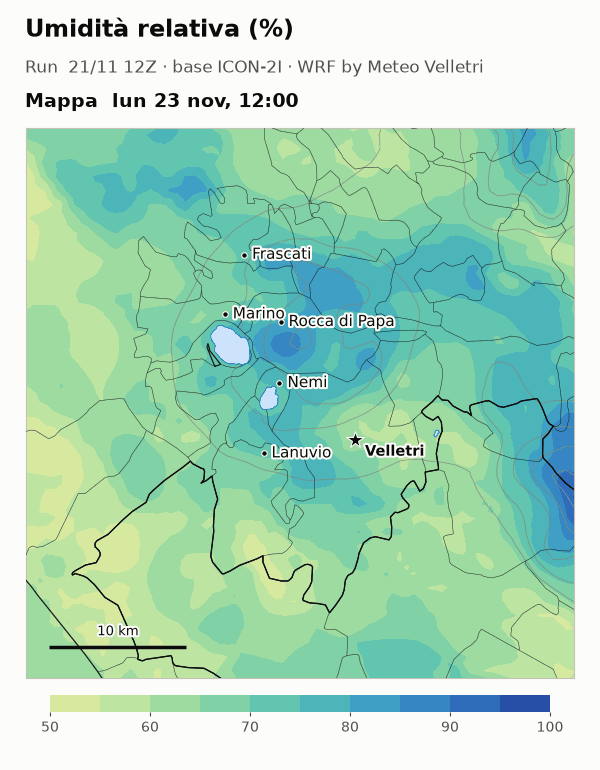 Umidità relativa (%)
Run  21/11 12Z · base ICON-2I · WRF by Meteo Velletri
Mappa  lun 23 nov, 12:00
Frascati
Marino
Rocca di Papa
Nemi
Velletri
Lanuvio
10 km
50 60 70 80 90 100